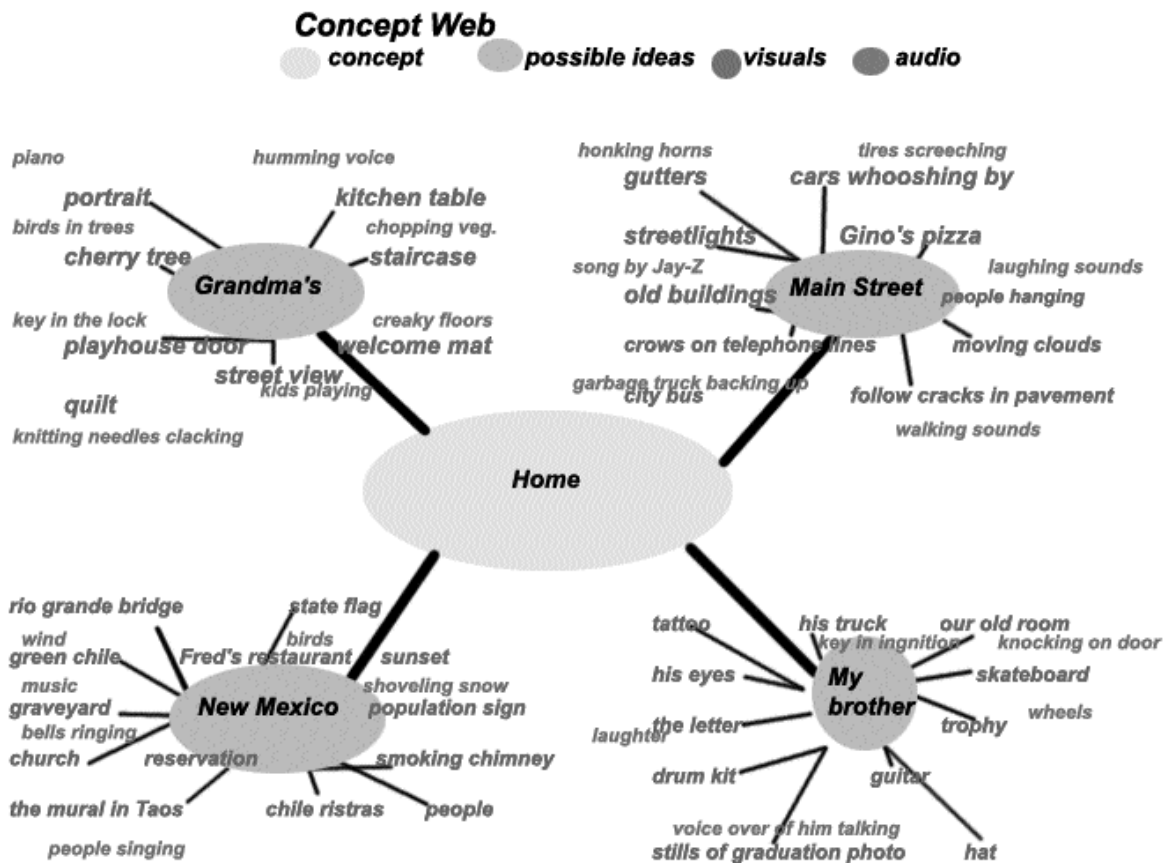 Concept Web
concept possible ideas visuals audio
piano humming voice
portrait kitchen table
birds in trees chopping veg.
cherry tree staircase
Grandma's
key in the lock creaky floors
playhouse door welcome mat
street view
kids playing
quilt
knitting needles clacking
honking horns tires screeching
gutters cars whooshing by
streetlights Gino's pizza
song by Jay-Z laughing sounds
old buildings Main Street people hanging
crows on telephone lines moving clouds
garbage truck backing up
city bus follow cracks in pavement
walking sounds
Home
rio grande bridge state flag
wind birds
green chile Fred's restaurant sunset
music shoveling snow
graveyard New Mexico population sign
bells ringing
church reservation smoking chimney
the mural in Taos chile ristras people
people singing
tattoo his truck our old room
key in ingnition knocking on door
his eyes My skateboard
brother wheels
the letter trophy
laughter
drum kit guitar
voice over of him talking
stills of graduation photo hat